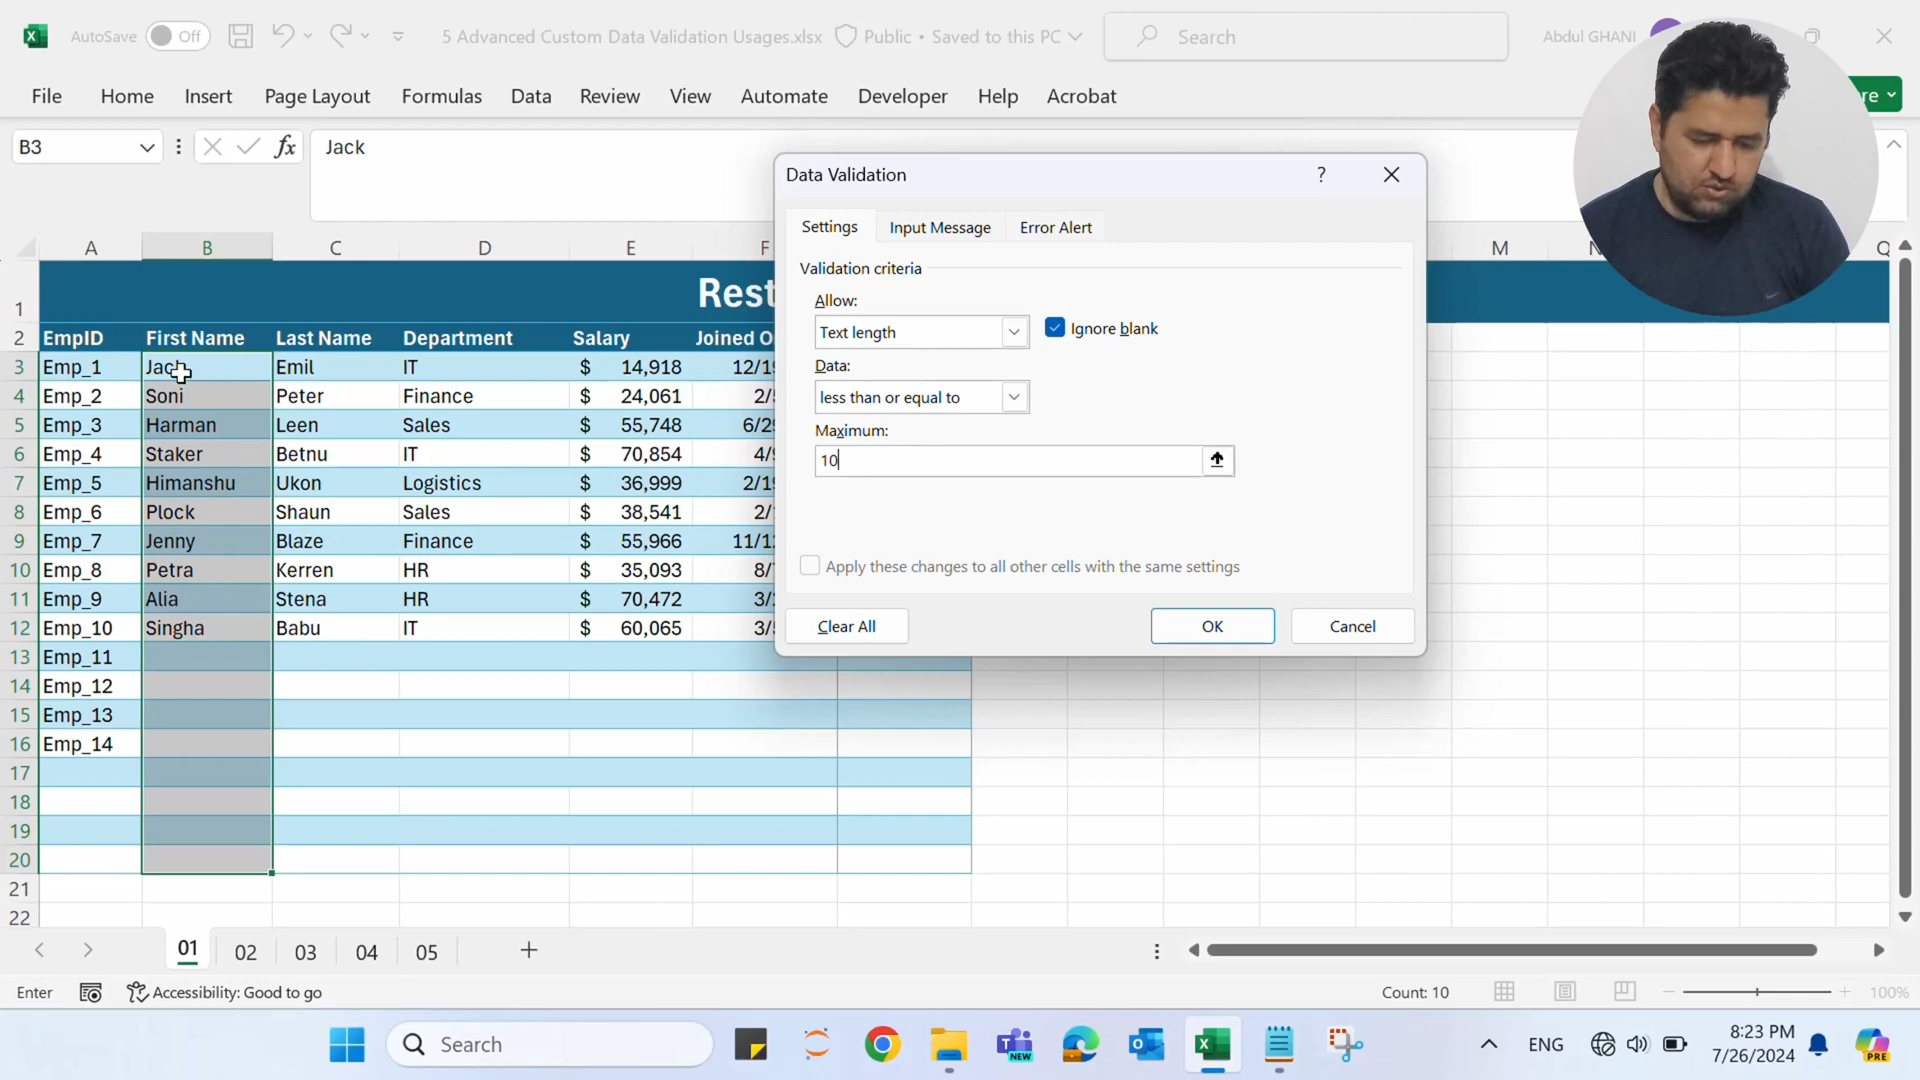 AutoSave Off 5 Advanced Custom Data Validation Usages.xlsx Public • Saved to this PC Search Abdul GHANI
File Home Insert Page Layout Formulas Data Review View Automate Developer Help Acrobat
B3 fx Jack
Data Validation ?
Settings Input Message Error Alert
Validation criteria
Allow:
Text length Ignore blank
Data:
less than or equal to
Maximum:
10
Apply these changes to all other cells with the same settings
Clear All OK Cancel
A B C D E F M Q
1
2 EmpID First Name Last Name Department Salary Joined
3 Emp_1 Jack Emil IT $ 14,918
4 Emp_2 Soni Peter Finance $ 24,061
5 Emp_3 Harman Leen Sales $ 55,748
6 Emp_4 Staker Betnu IT $ 70,854
7 Emp_5 Himanshu Ukon Logistics $ 36,999
8 Emp_6 Plock Shaun Sales $ 38,541
9 Emp_7 Jenny Blaze Finance $ 55,966
10 Emp_8 Petra Kerren HR $ 35,093
11 Emp_9 Alia Stena HR $ 70,472
12 Emp_10 Singha Babu IT $ 60,065
13 Emp_11
14 Emp_12
15 Emp_13
16 Emp_14
17
18
19
20
21
22
01 02 03 04 05
Enter Accessibility: Good to go Count: 10 100%
Search NEW ENG 8:23 PM PRE
7/26/2024